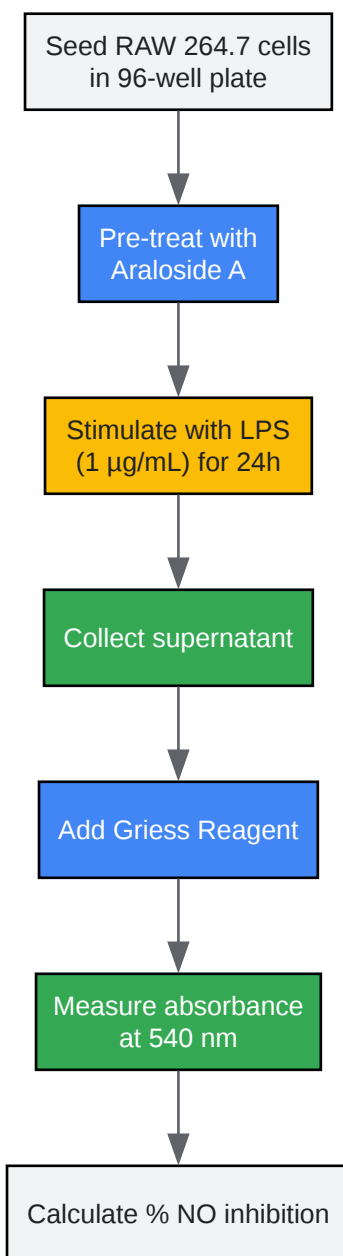 Seed RAW 264.7 cells
in 96-well plate
Pre-treat with
Araloside A
Stimulate with LPS
(1 µg/mL) for 24h
Collect supernatant
Add Griess Reagent
Measure absorbance
at 540 nm
Calculate % NO inhibition